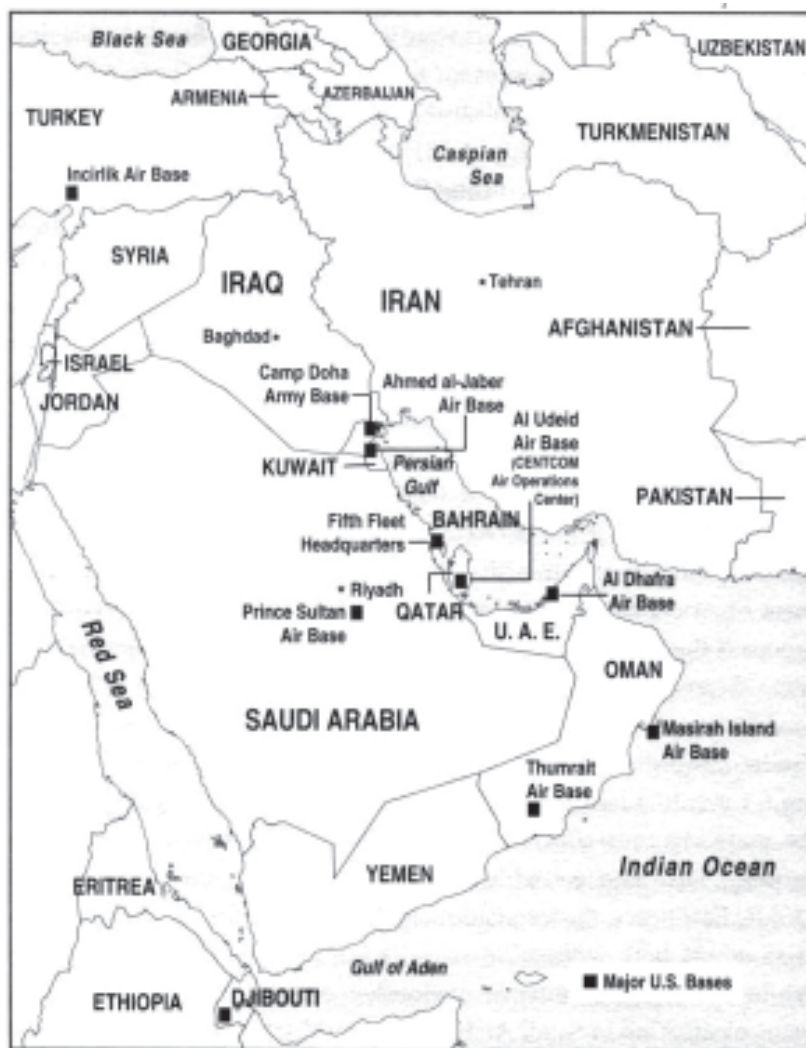 Black Sea
GEORGIA
UZBEKISTAN
ARMENIA
AZERBAIJAN
TURKEY
TURKMENISTAN
Caspian
Sea
Incirlik Air Base
SYRIA
IRAQ
IRAN
Tehran
AFGHANISTAN
Baghdad
ISRAEL
JORDAN
Camp Doha
Army Base
Ahmed al-Jaber
Air Base
Al Udeid
Air Base
(CENTCOM
Air Operations
Center)
KUWAIT
Persian
Gulf
PAKISTAN
Fifth Fleet
Headquarters
BAHRAIN
Riyadh
Prince Sultan
Air Base
QATAR
Al Dhafra
Air Base
U. A. E.
OMAN
Red Sea
SAUDI ARABIA
Masirah Island
Air Base
Thumrait
Air Base
YEMEN
Indian Ocean
ERITREA
Gulf of Aden
Major U.S. Bases
ETHIOPIA
DJIBOUTI